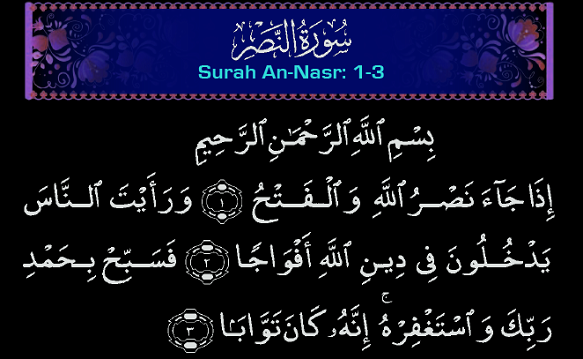 سُورَةُ النَّصْرِ
Surah An-Nasr: 1-3
بِسْمِ ٱللَّهِ ٱلرَّحْمَـٰنِ ٱلرَّحِيمِ
إِذَا جَآءَ نَصْرُ ٱللَّهِ وَٱلْفَتْحُ ١ وَرَأَيْتَ ٱلنَّاسَ
يَدْخُلُونَ فِى دِينِ ٱللَّهِ أَفْوَاجًا ٢ فَسَبِّحْ بِحَمْدِ
رَبِّكَ وَٱسْتَغْفِرْهُ ۚ إِنَّهُۥ كَانَ تَوَّابَۢا ٣